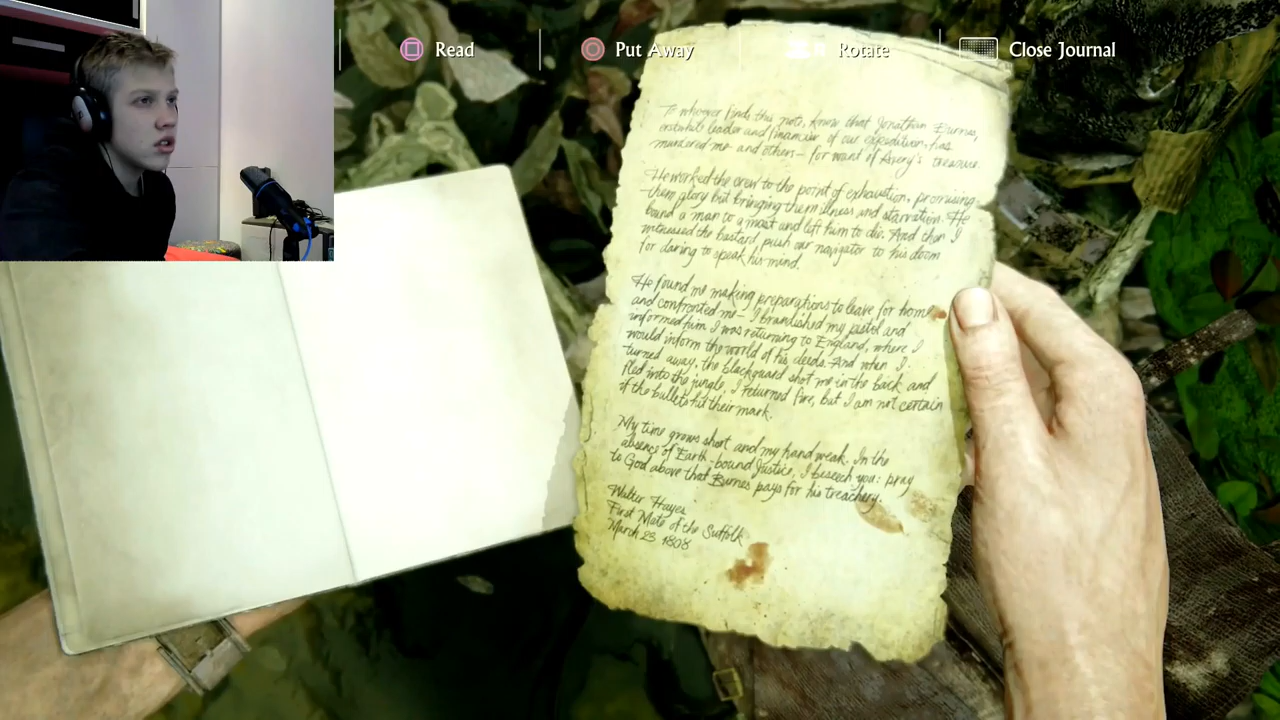 Read
Put Away
Rotate
Close Journal
To whoever finds this note, know that Jonathan Burnes,
erstwhile leader and financier of our expedition, has
murdered me and others— for want of Avery's treasure.
He worked the crew to the point of exhaustion, promising
them glory but bringing them illness and starvation. He
bound a man to a mast and left him to die. And then I
witnessed the bastard push our navigator to his doom
for daring to speak his mind.
He found me making preparations to leave for home
and confronted me— I brandished my pistol and
informed him I was returning to England, where I
would inform the world of his deeds. And when I
turned away, the blackguard shot me in the back and
fled into the jungle. I returned fire, but I am not certain
if the bullets hit their mark.
My time grows short and my hand weak. In the
absence of Earth-bound Justice, I beseech you: pray
to God above that Burnes pays for his treachery.
Walter Hayes
First Mate of the Suffolk
March 23 1808